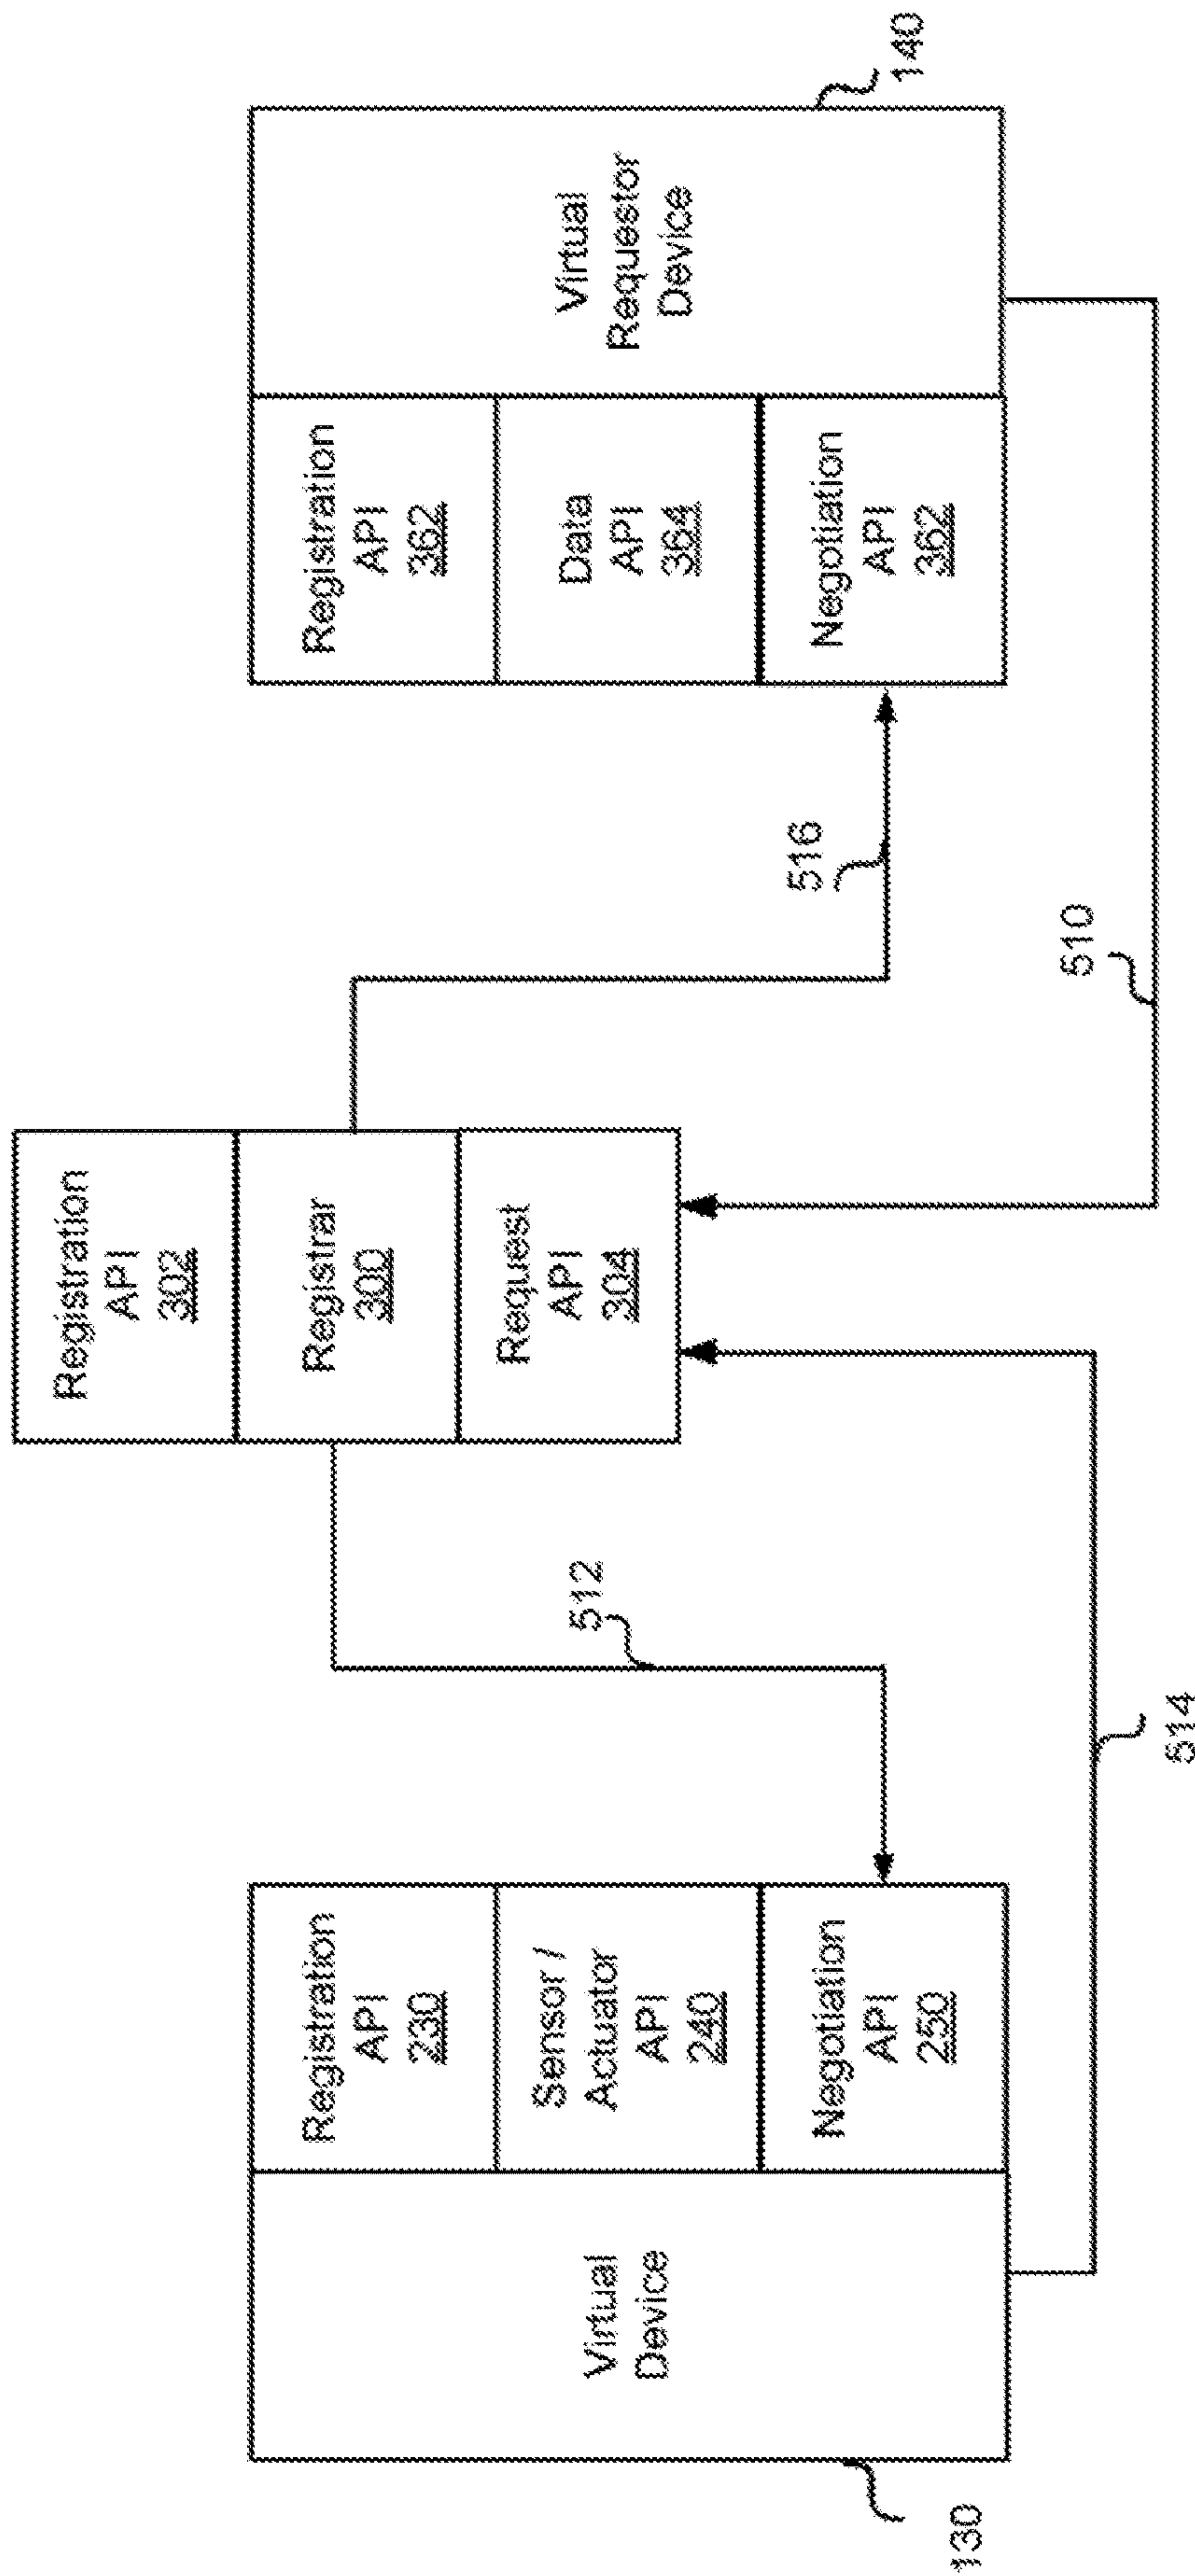 Registration
API
302
Registrar
300
Request
API
304
Virtual
Device
Registration
API
230
Sensor /
Actuator
API
240
Negotiation
API
250
130
512
514
516
510
Registration
API
362
Data
API
364
Negotiation
API
362
Virtual
Requestor
Device
140